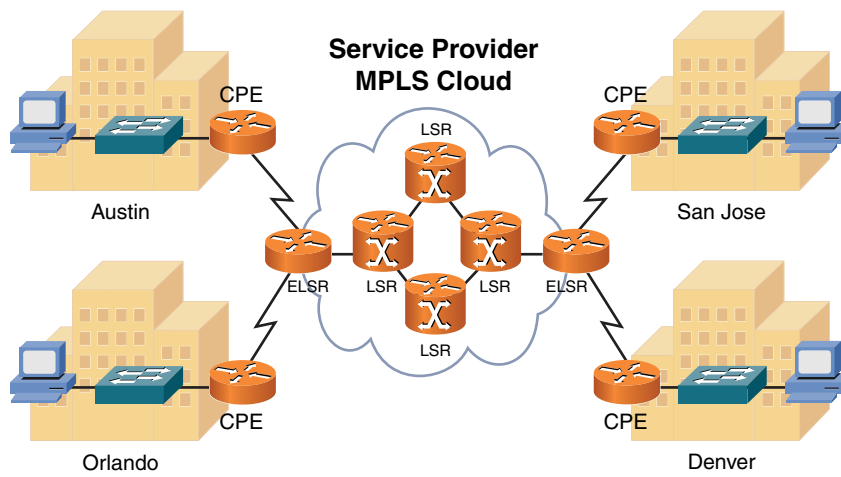 Service Provider
MPLS Cloud
CPE
CPE
LSR
Austin
San Jose
ELSR
LSR
LSR
ELSR
LSR
CPE
CPE
Orlando
Denver